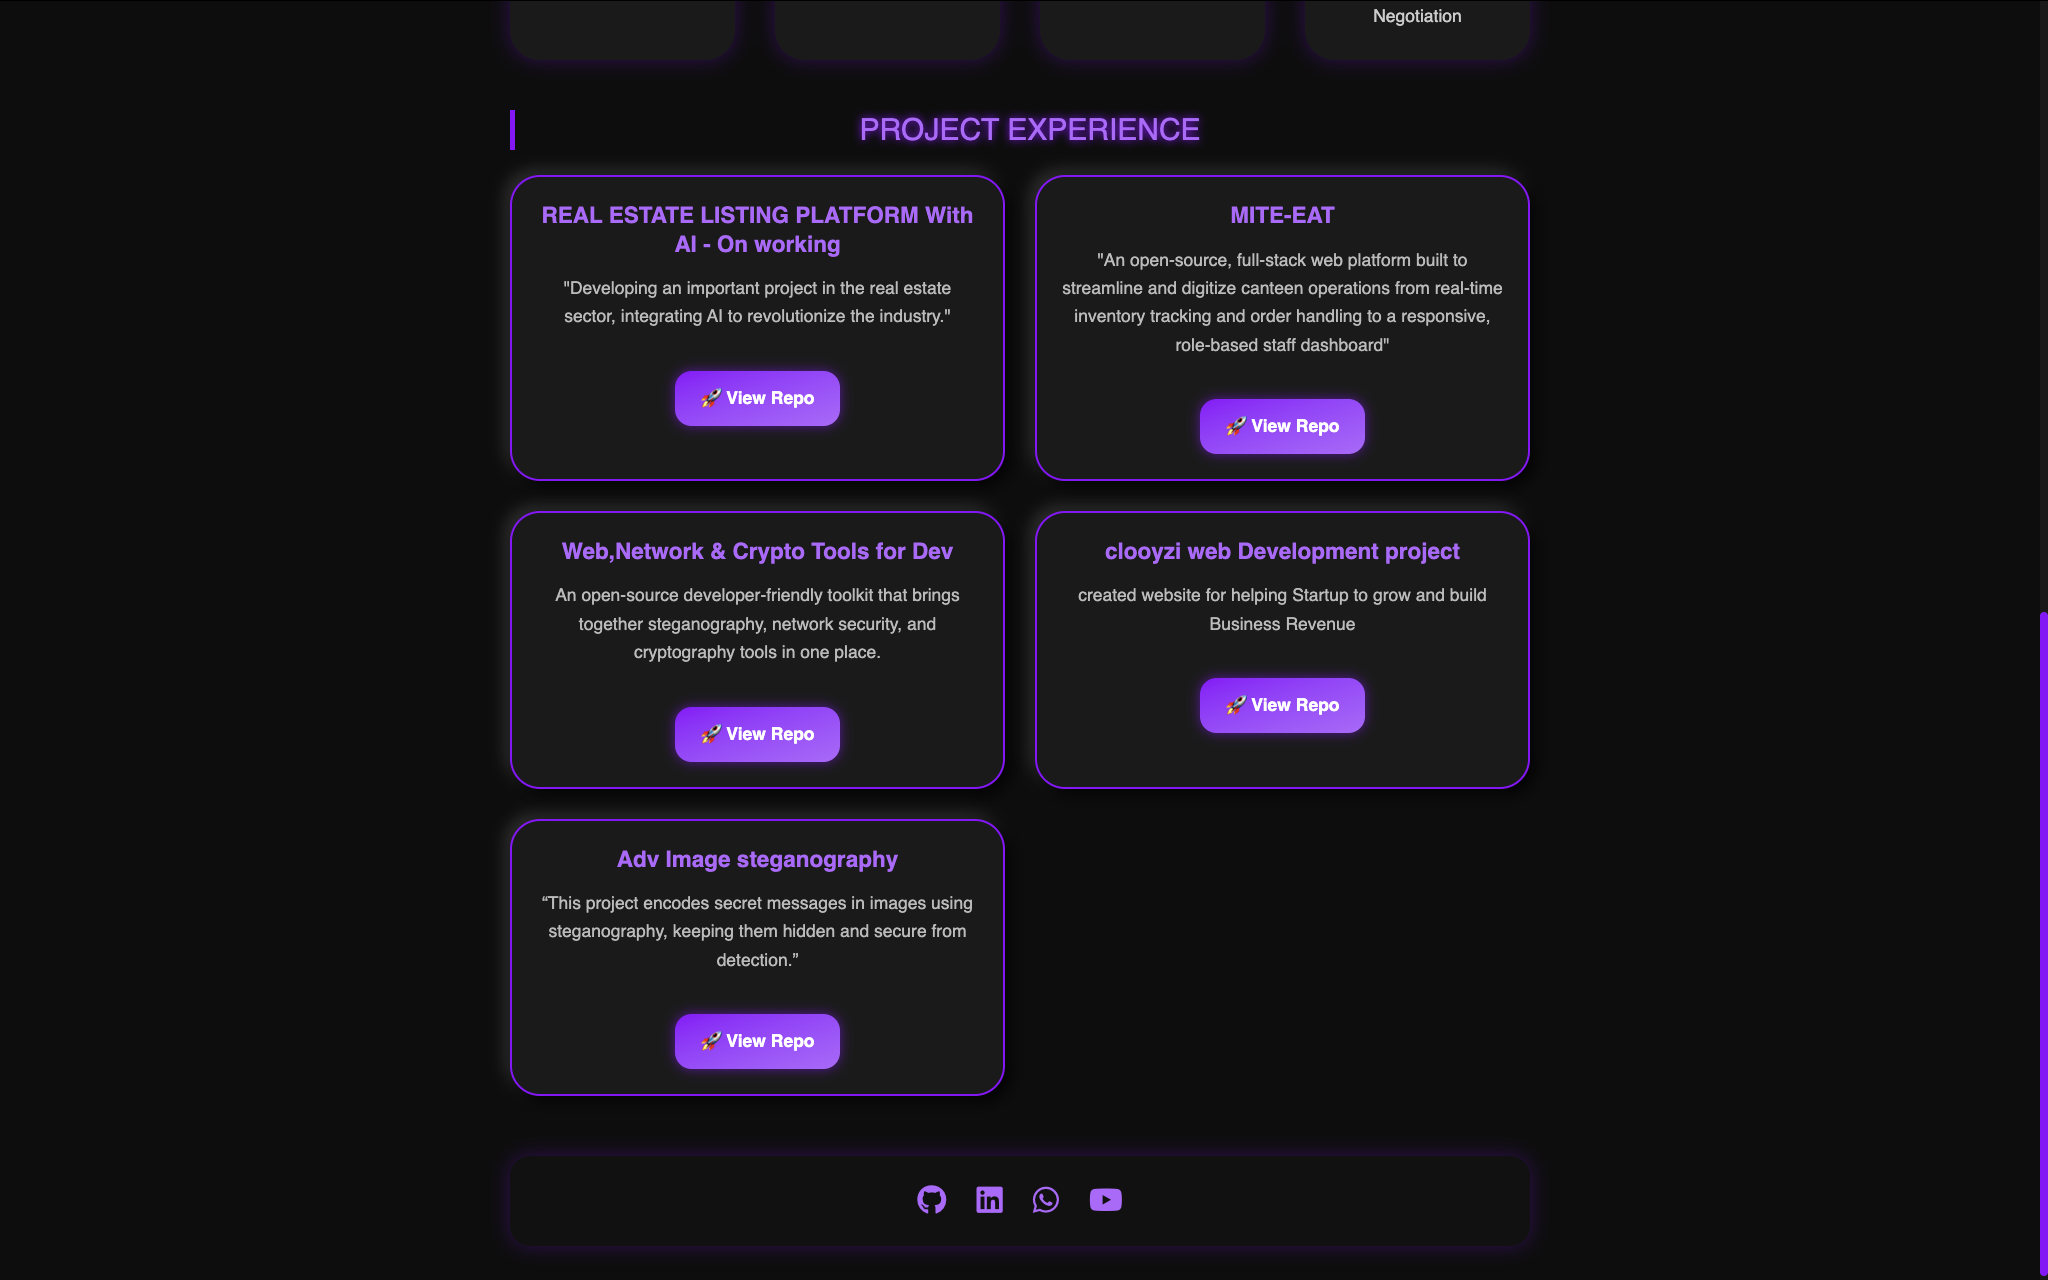 Negotiation
PROJECT EXPERIENCE
REAL ESTATE LISTING PLATFORM With
AI - On working
"Developing an important project in the real estate
sector, integrating AI to revolutionize the industry."
🚀 View Repo
MITE-EAT
"An open-source, full-stack web platform built to
streamline and digitize canteen operations from real-time
inventory tracking and order handling to a responsive,
role-based staff dashboard"
🚀 View Repo
Web,Network & Crypto Tools for Dev
An open-source developer-friendly toolkit that brings
together steganography, network security, and
cryptography tools in one place.
🚀 View Repo
clooyzi web Development project
created website for helping Startup to grow and build
Business Revenue
🚀 View Repo
Adv Image steganography
“This project encodes secret messages in images using
steganography, keeping them hidden and secure from
detection.”
🚀 View Repo